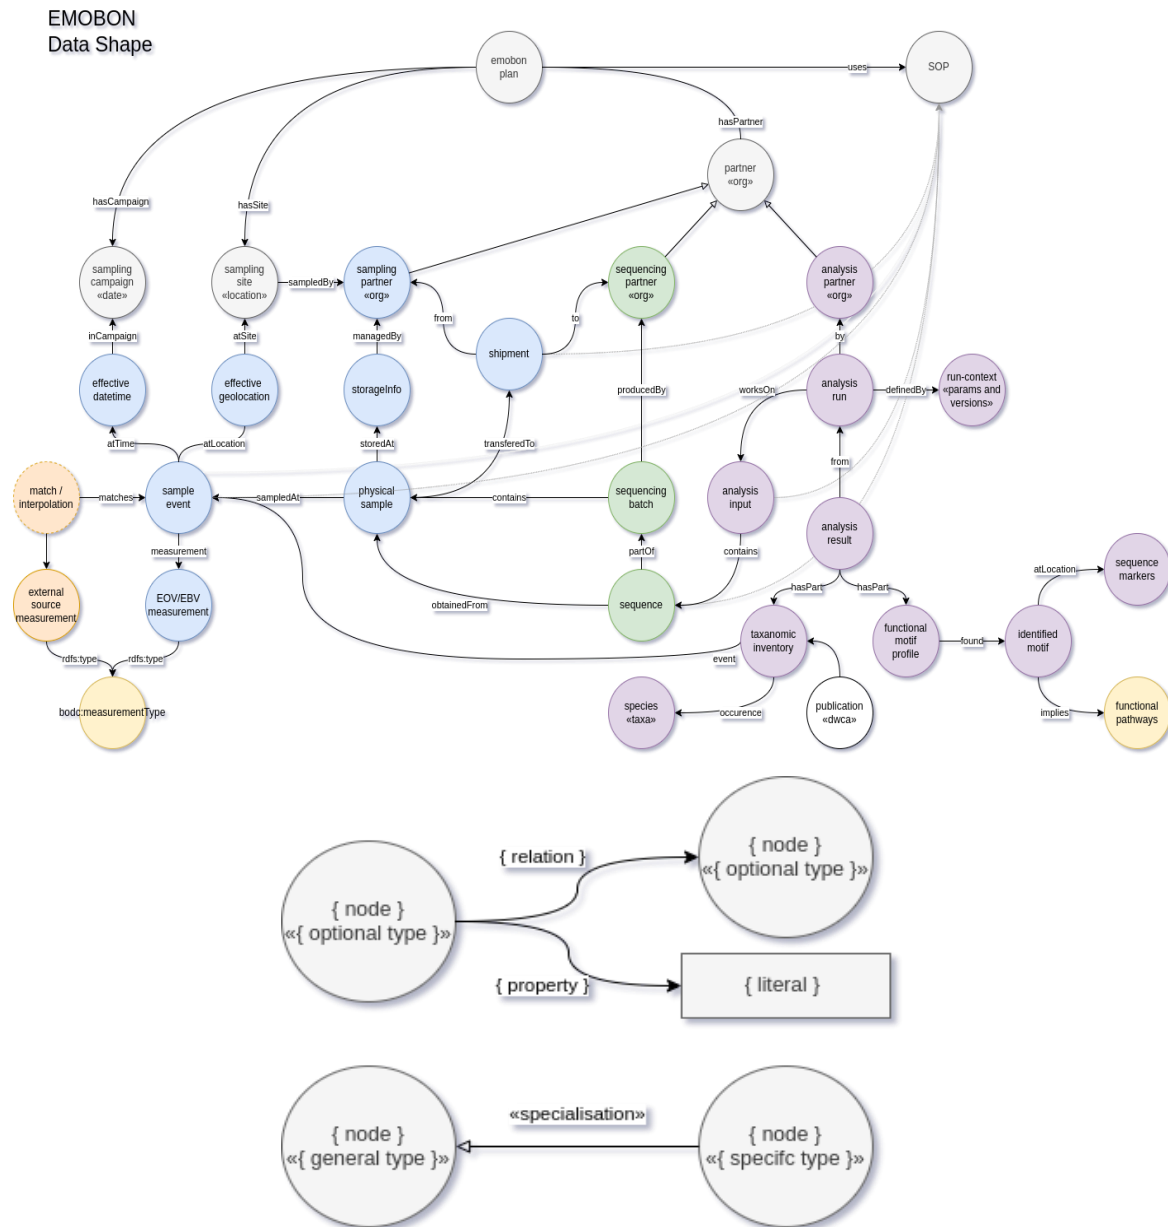 EMOBON
Data Shape
emobon
plan
uses
SOP
hasPartner
partner
«org»
hasCampaign
hasSite
sampling
campaign
«date»
sampling
site
«location»
sampledBy
sampling
partner
«org»
sequencing
partner
«org»
analysis
partner
«org»
from
to
inCampaign
atSite
managedBy
by
shipment
effective
datetime
effective
geolocation
storageInfo
producedBy
worksOn
analysis
run
definedBy
run-context
«params and
versions»
atTime
atLocation
storedAt
transferedTo
from
match /
interpolation
matches
sample
event
sampledAt
physical
sample
contains
sequencing
batch
analysis
input
analysis
result
measurement
partOf
contains
atLocation
sequence
markers
external
source
measurement
EOV/EBV
measurement
obtainedFrom
sequence
hasPart
hasPart
taxanomic
inventory
functional
motif
profile
found
identified
motif
rdfs:type
rdfs:type
event
bodc:measurementType
species
«taxa»
occurence
publication
«dwca»
implies
functional
pathways
{ relation }
{ node }
«{ optional type }»
{ node }
«{ optional type }»
{ property }
{ literal }
«specialisation»
{ node }
«{ general type }»
{ node }
«{ specifc type }»